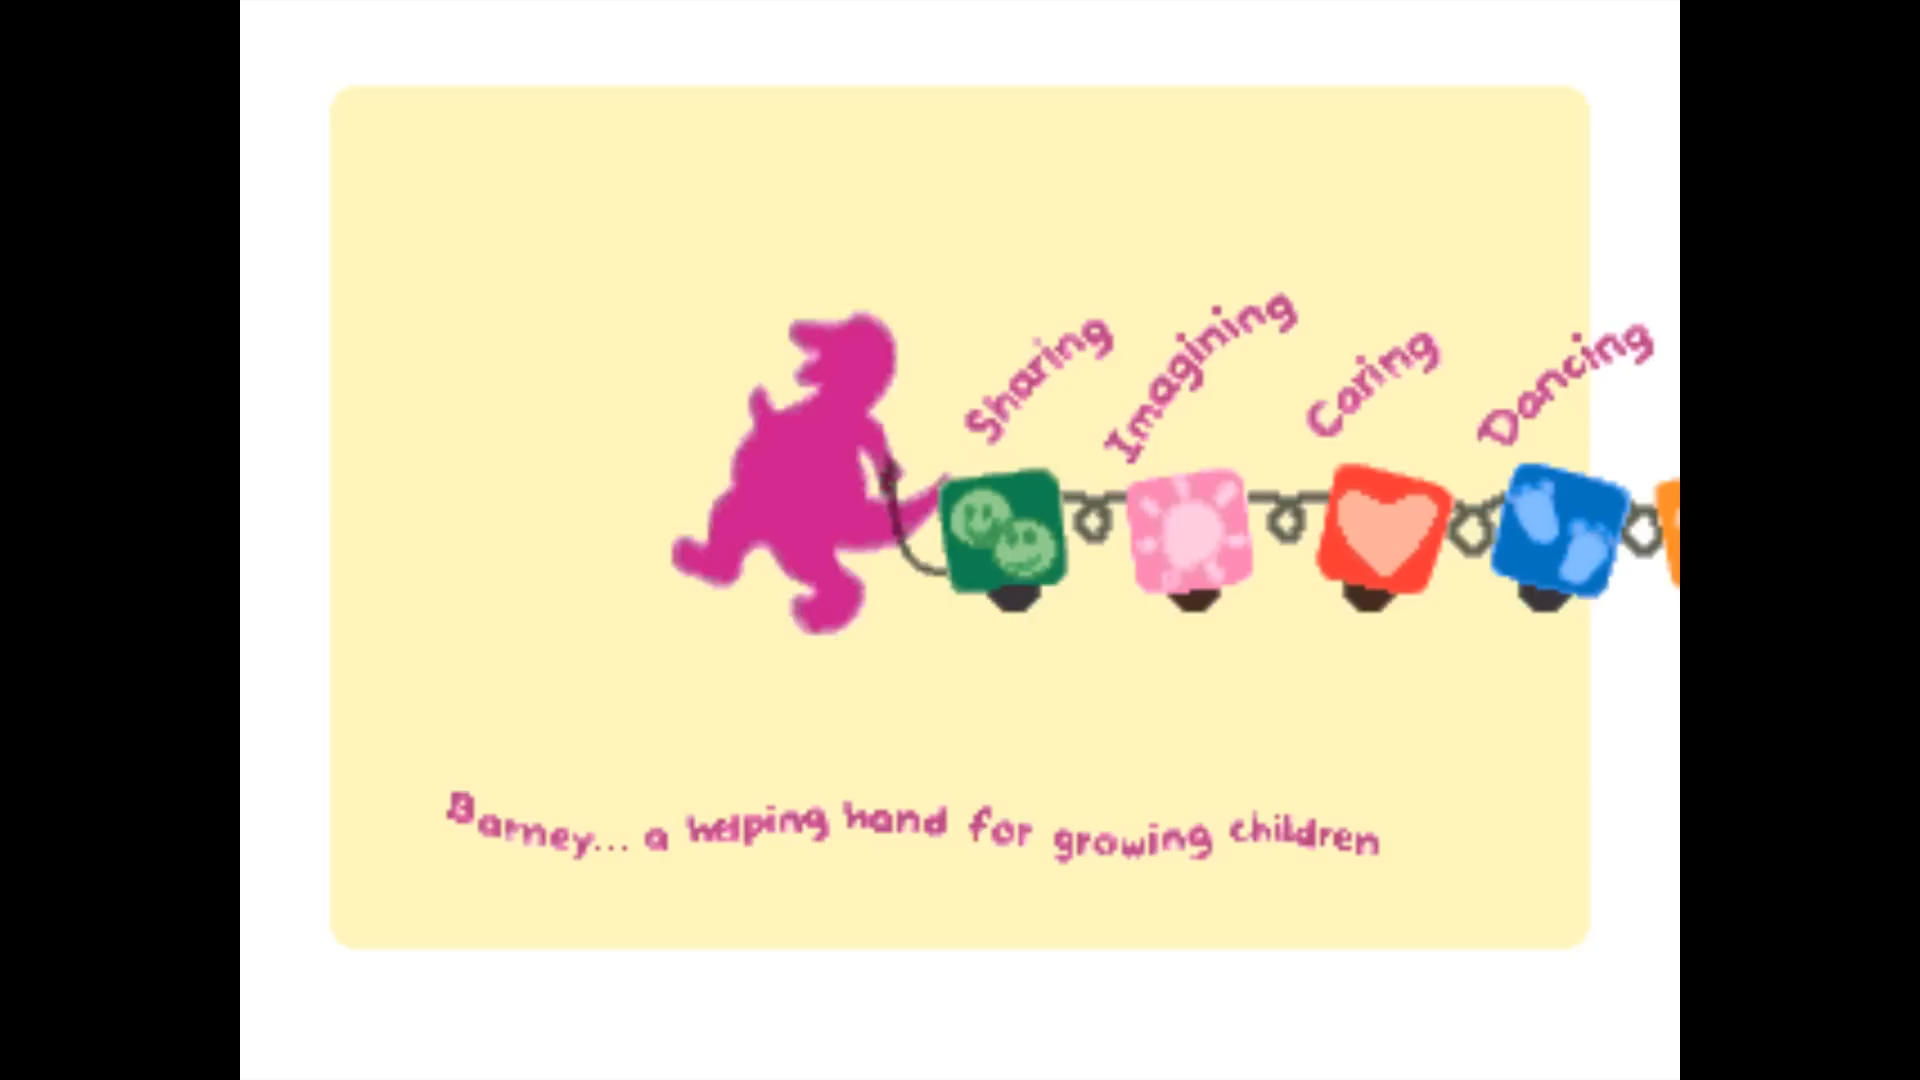 Sharing
Imagining
Caring
Dancing
Barney... a helping hand for growing children